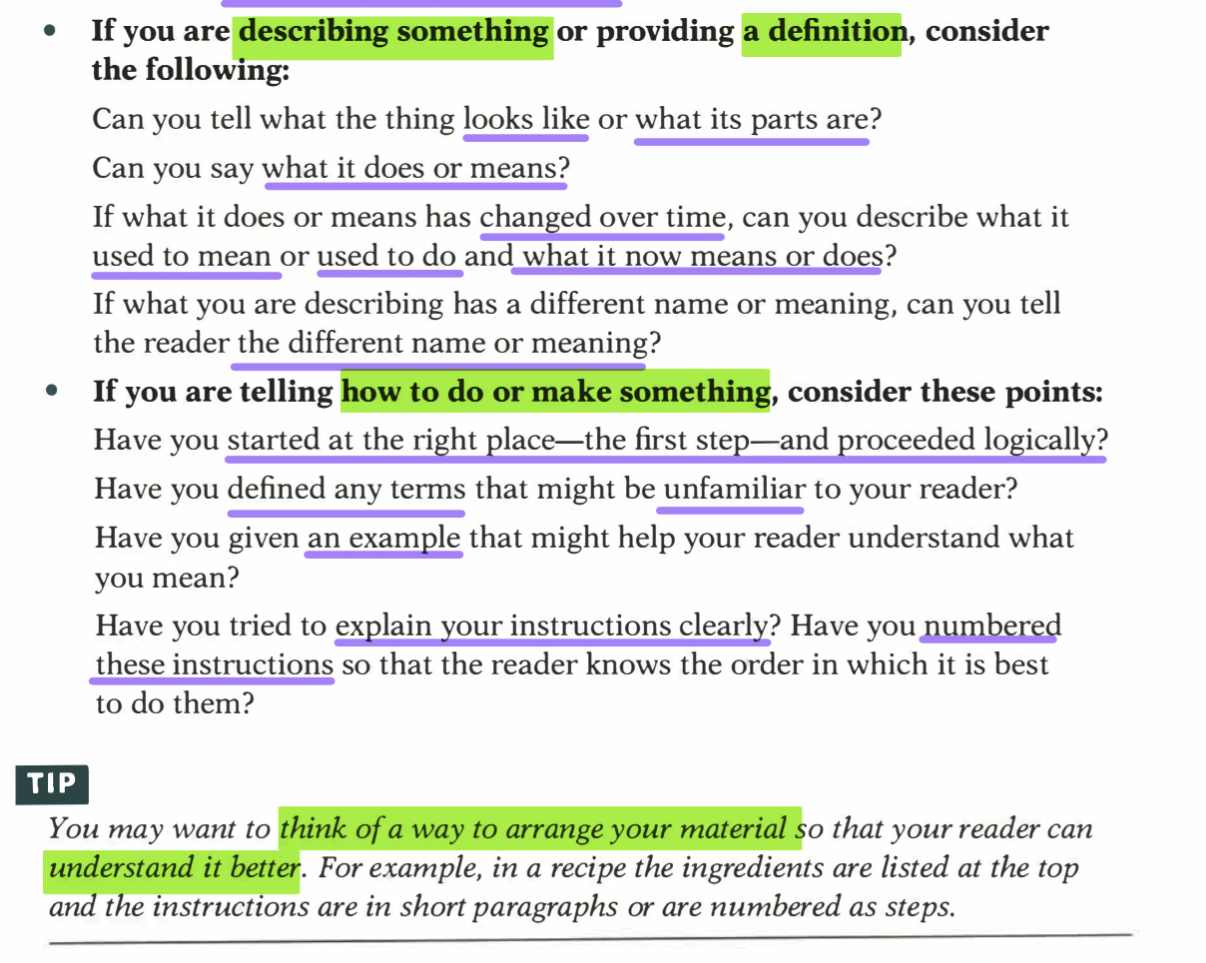 • If you are describing something or providing a definition, consider
the following:
Can you tell what the thing looks like or what its parts are?
Can you say what it does or means?
If what it does or means has changed over time, can you describe what it
used to mean or used to do and what it now means or does?
If what you are describing has a different name or meaning, can you tell
the reader the different name or meaning?
• If you are telling how to do or make something, consider these points:
Have you started at the right place—the first step—and proceeded logically?
Have you defined any terms that might be unfamiliar to your reader?
Have you given an example that might help your reader understand what
you mean?
Have you tried to explain your instructions clearly? Have you numbered
these instructions so that the reader knows the order in which it is best
to do them?
TIP
You may want to think of a way to arrange your material so that your reader can
understand it better. For example, in a recipe the ingredients are listed at the top
and the instructions are in short paragraphs or are numbered as steps.